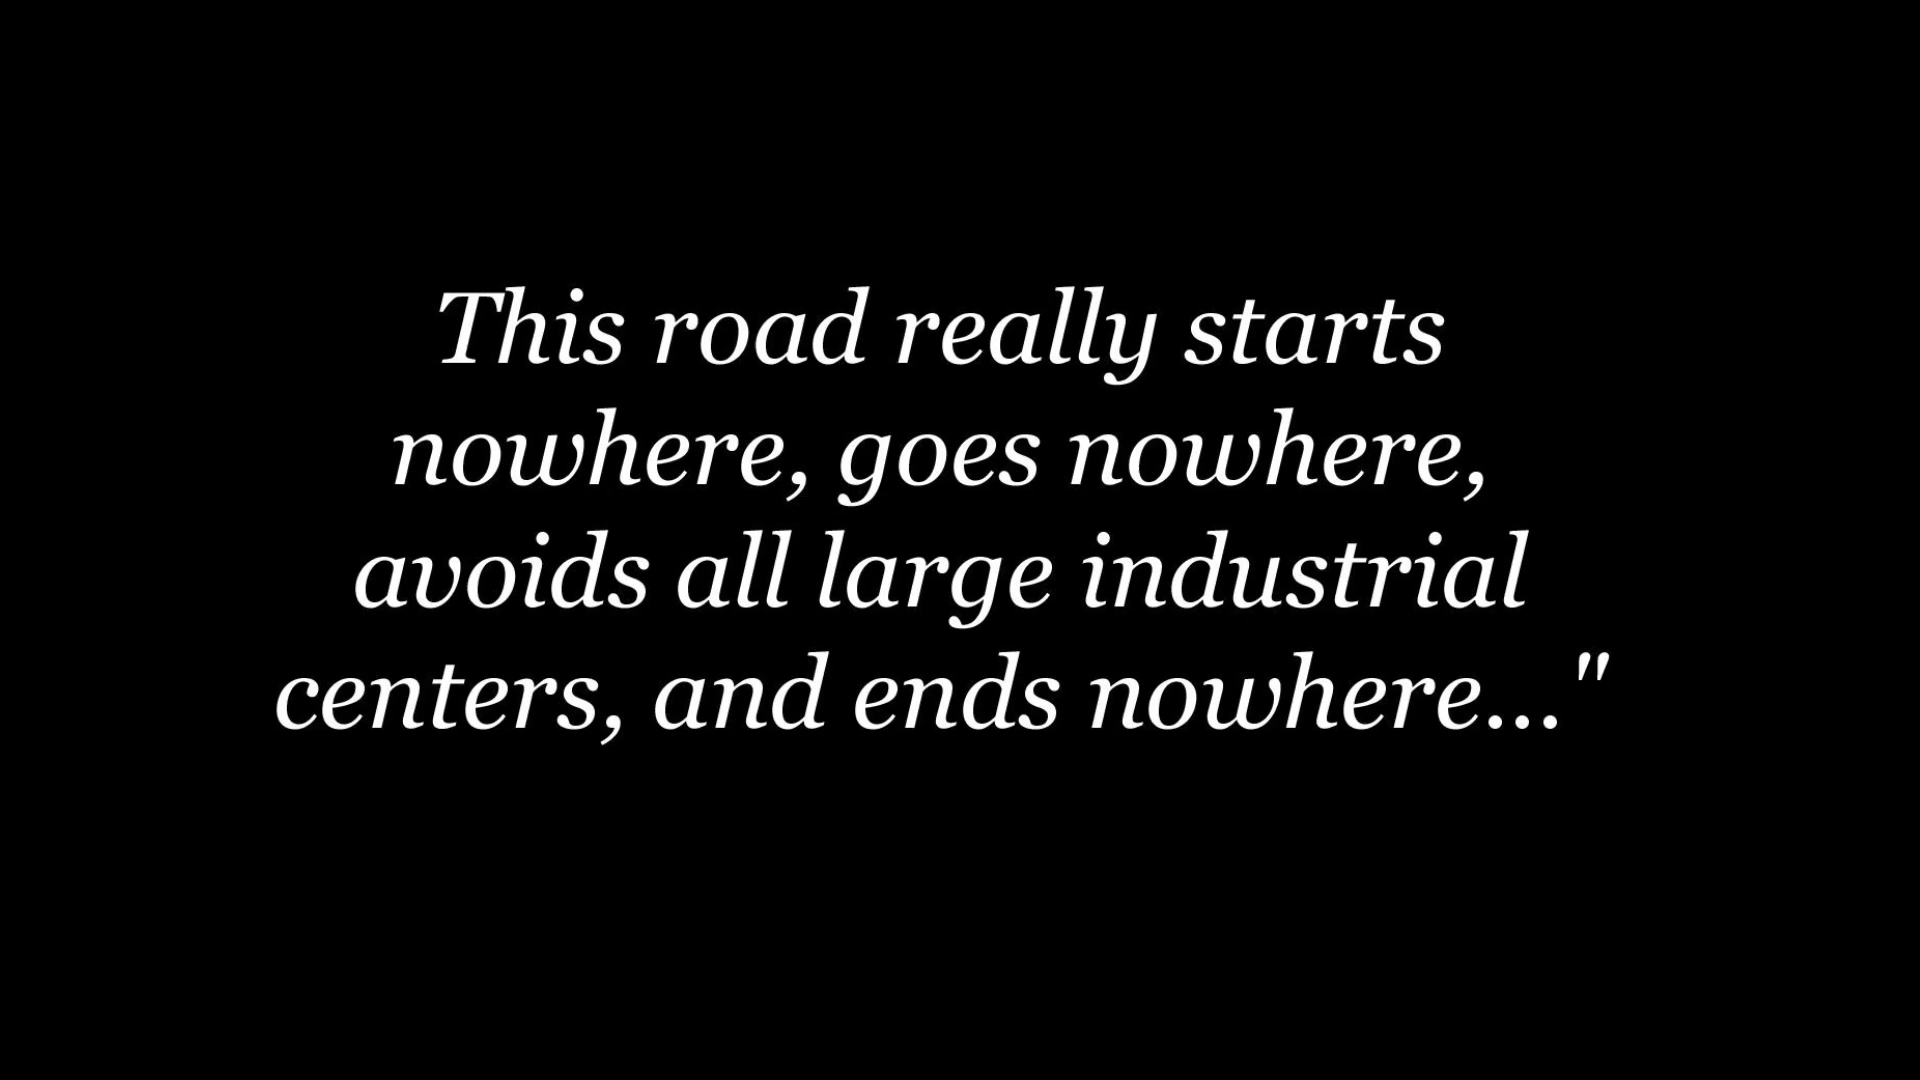 This road really starts
nowhere, goes nowhere,
avoids all large industrial
centers, and ends nowhere..."